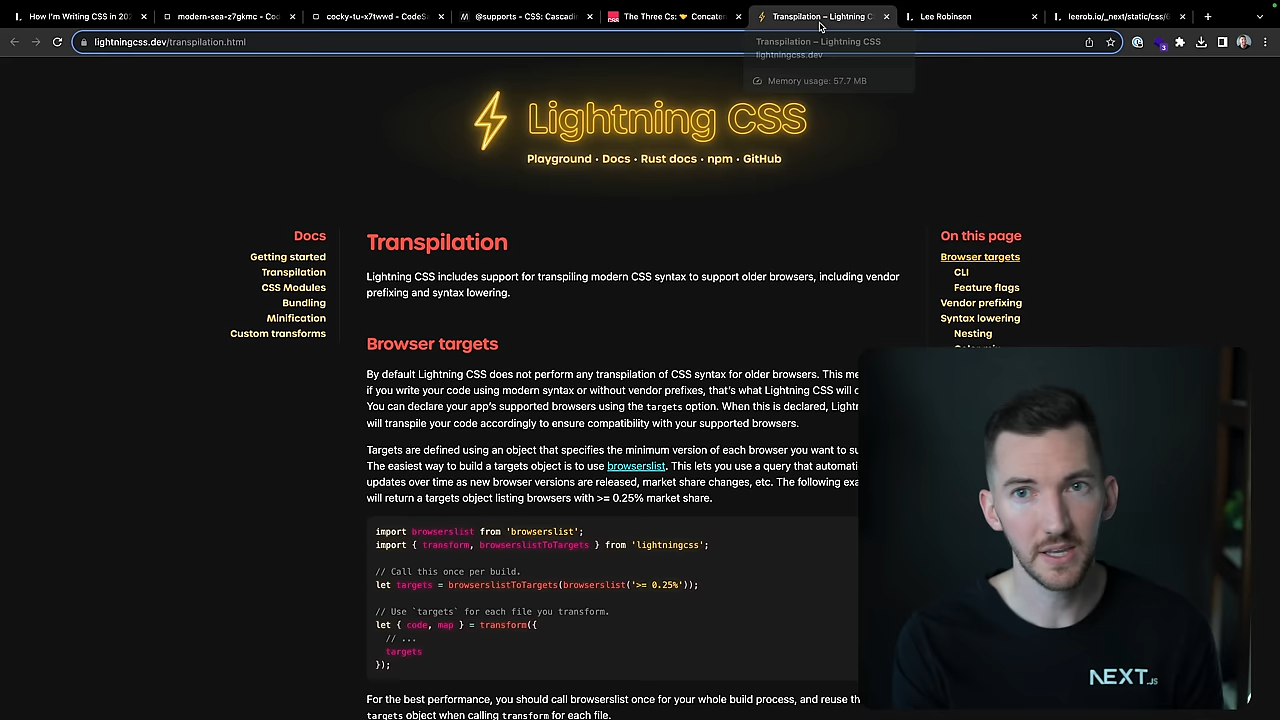 How I'm Writing CSS in 202
modern-sea-z7gkmc - Co
cocky-tu-x7twwd - CodeS
@supports - CSS: Cascadi
The Three Cs: 🤝 Concaten
Transpilation – Lightning C
Lee Robinson
leerob.io/_next/static/css/6
lightningcss.dev/transpilation.html
3
Transpilation – Lightning CSS
lightningcss.dev
Memory usage: 57.7 MB
Lightning CSS
Playground · Docs · Rust docs · npm · GitHub
Docs
Getting started
Transpilation
CSS Modules
Bundling
Minification
Custom transforms
Transpilation
Lightning CSS includes support for transpiling modern CSS syntax to support older browsers, including vendor
prefixing and syntax lowering.
Browser targets
By default Lightning CSS does not perform any transpilation of CSS syntax for older browsers. This me
if you write your code using modern syntax or without vendor prefixes, that's what Lightning CSS will o
You can declare your app's supported browsers using the targets option. When this is declared, Lightn
will transpile your code accordingly to ensure compatibility with your supported browsers.
Targets are defined using an object that specifies the minimum version of each browser you want to su
The easiest way to build a targets object is to use browserslist. This lets you use a query that automati
updates over time as new browser versions are released, market share changes, etc. The following exa
will return a targets object listing browsers with >= 0.25% market share.
import browserslist from 'browserslist';
import { transform, browserslistToTargets } from 'lightningcss';
// Call this once per build.
let targets = browserslistToTargets(browserslist('>= 0.25%'));
// Use `targets` for each file you transform.
let { code, map } = transform({
// ...
targets
});
For the best performance, you should call browserslist once for your whole build process, and reuse th
targets object when calling transform for each file.
On this page
Browser targets
CLI
Feature flags
Vendor prefixing
Syntax lowering
Nesting
NEXT.JS